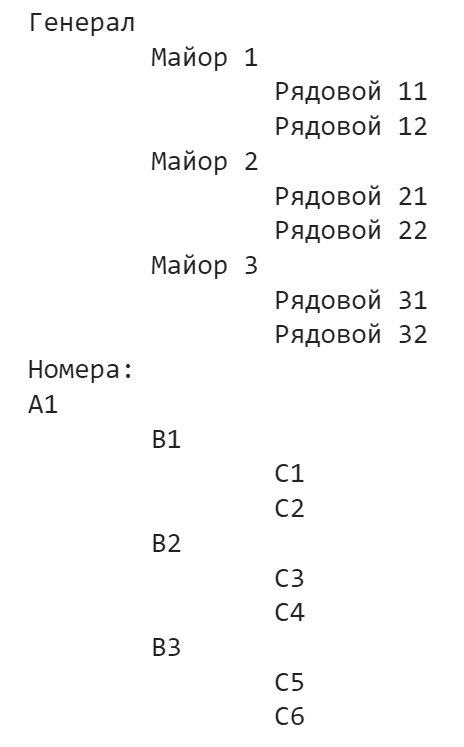 Генерал
Майор 1
Рядовой 11
Рядовой 12
Майор 2
Рядовой 21
Рядовой 22
Майор 3
Рядовой 31
Рядовой 32
Номера:
A1
B1
C1
C2
B2
C3
C4
B3
C5
C6